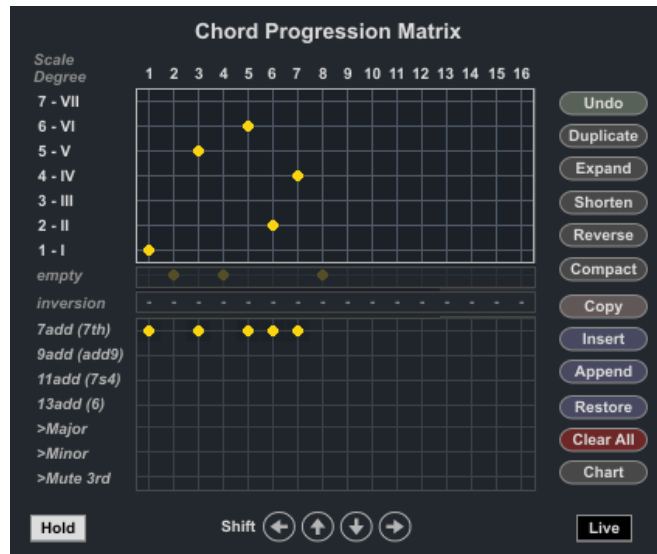 Chord Progression Matrix
Scale
Degree
1 2 3 4 5 6 7 8 9 10 11 12 13 14 15 16
7 - VII
Undo
6 - VI
Duplicate
5 - V
4 - IV
Expand
3 - III
Shorten
2 - II
Reverse
1 - I
empty
Compact
inversion - - - - - - - - - - - - - - - -
Copy
7add (7th)
Insert
9add (add9)
11add (7s4)
Append
13add (6)
Restore
>Major
>Minor
Clear All
>Mute 3rd
Chart
Hold
Shift
Live